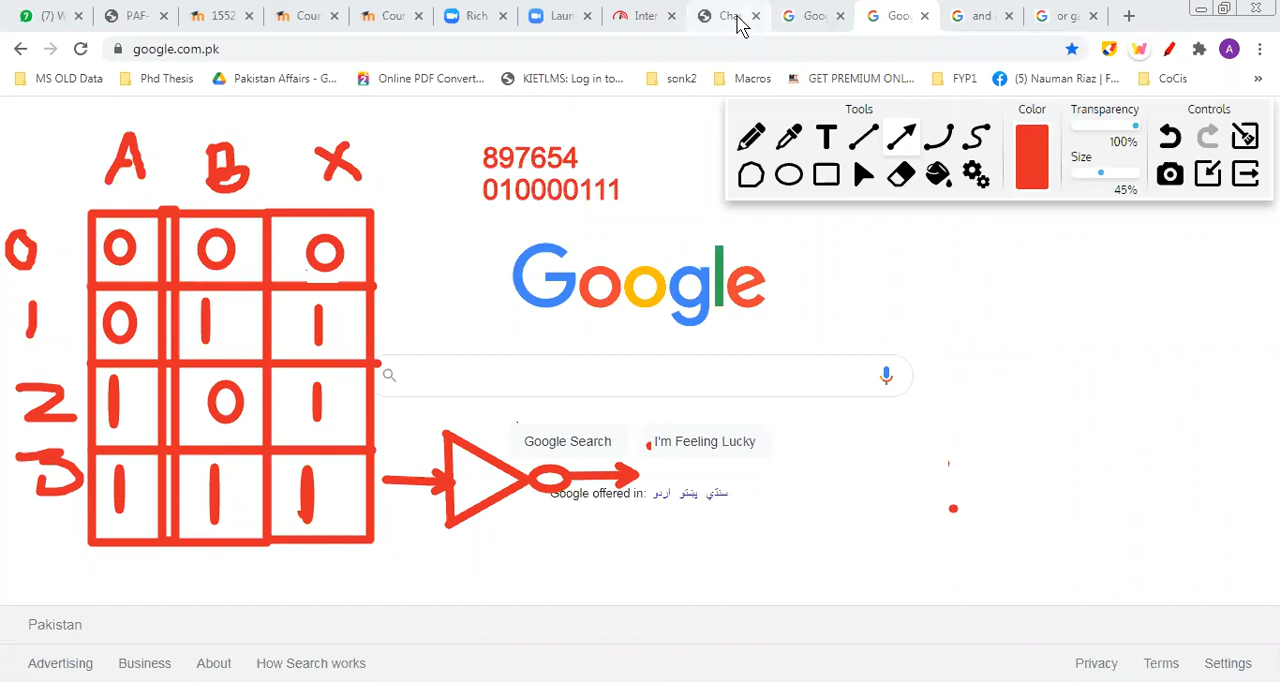 7 (7) W PAF- 1552 Cour Cour Rich Laun Inter Cha Goo Goo and or ga
google.com.pk A
MS OLD Data Phd Thesis Pakistan Affairs - G... Online PDF Convert... KIETLMS: Log in to... sonk2 Macros GET PREMIUM ONL... FYP1 (5) Nauman Riaz | F... CoCis »
Tools Color Transparency Controls
100%
Size
45%
T
A B X
897654
010000111
0 0 0 0
1 0 1 1
2 1 0 1
3 1 1 1
Google
Google Search I'm Feeling Lucky
Google offered in: اردو پښتو سنڌي
Pakistan
Advertising Business About How Search works Privacy Terms Settings